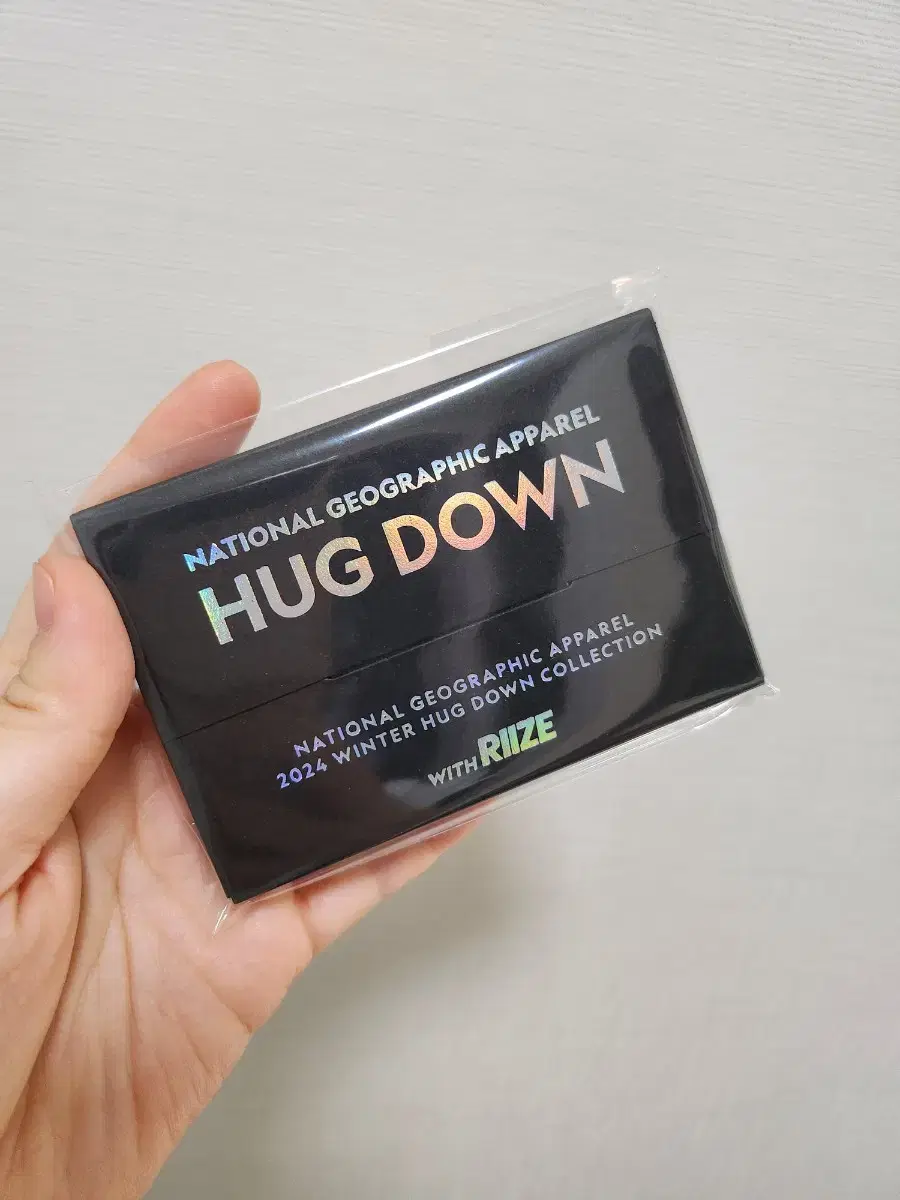 NATIONAL GEOGRAPHIC APPAREL
HUG DOWN
NATIONAL GEOGRAPHIC APPAREL
2024 WINTER HUG DOWN COLLECTION
WITH RIIZE